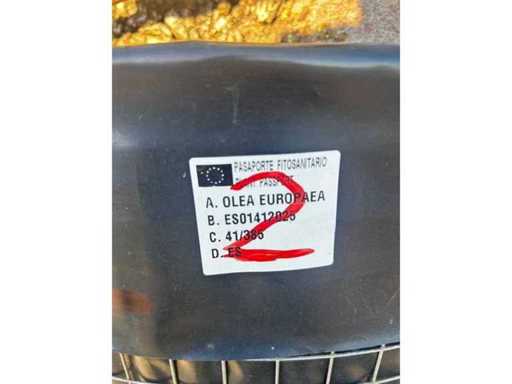 PASAPORTE FITOSANITARIO
PLANT PASSPORT
A. OLEA EUROPAEA
B. ES01412025
C. 41/385
D. ES
2